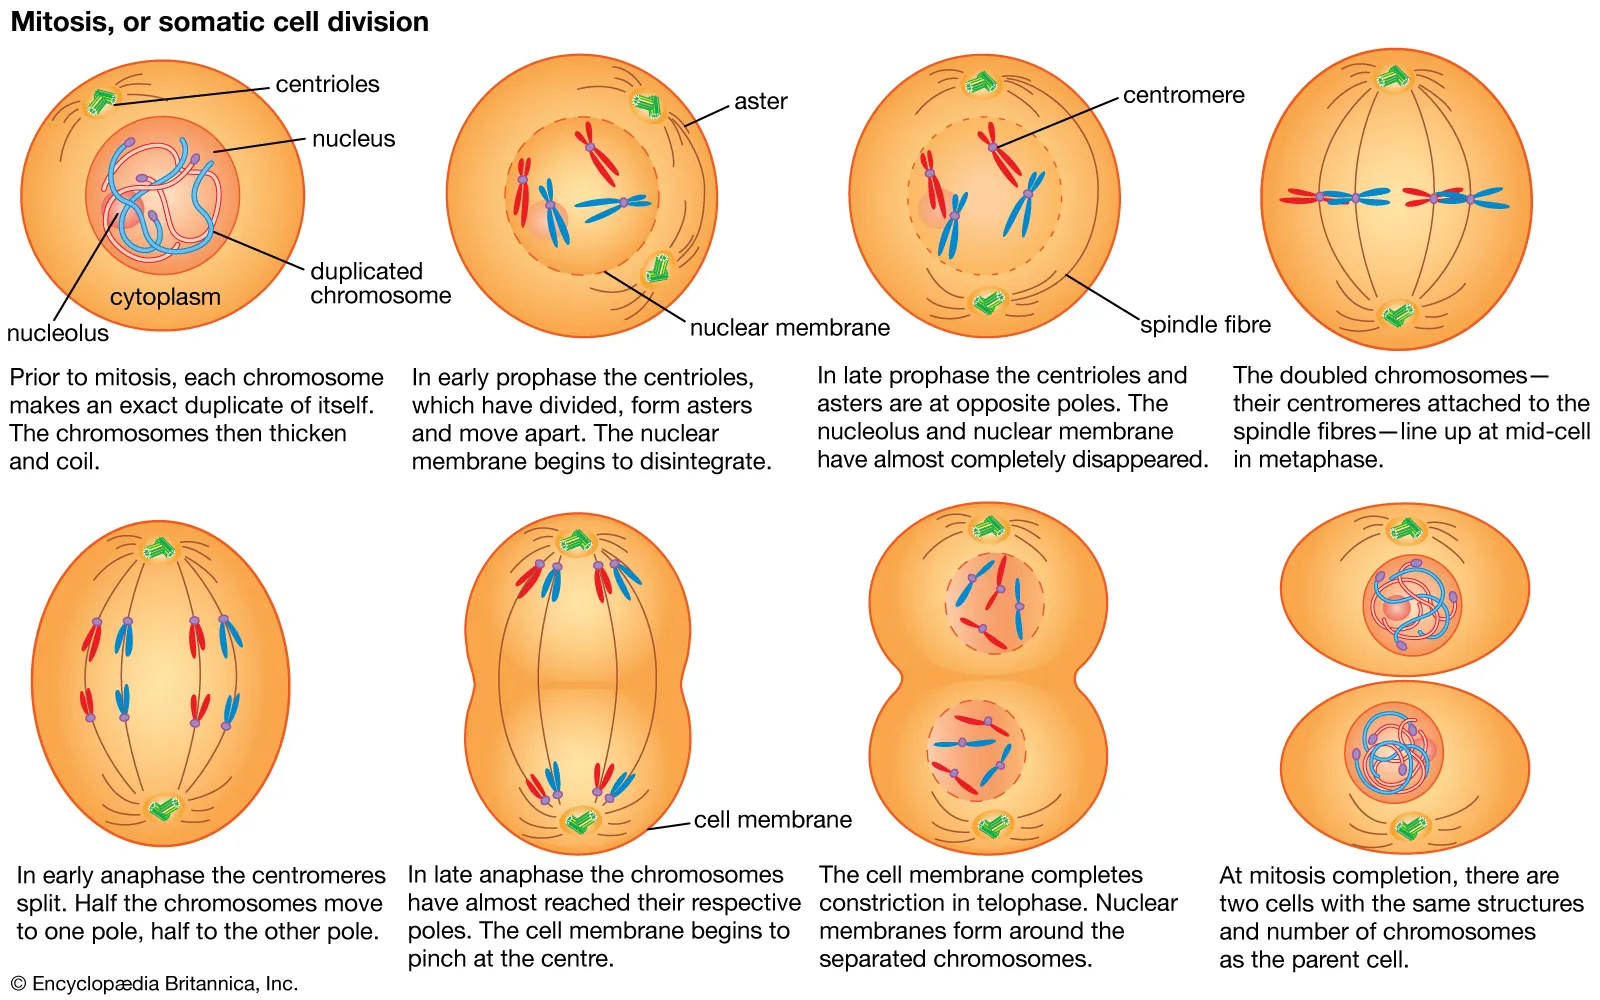 Mitosis, or somatic cell division
centrioles
nucleus
duplicated
chromosome
cytoplasm
nucleolus
aster
nuclear membrane
centromere
spindle fibre
Prior to mitosis, each chromosome
makes an exact duplicate of itself.
The chromosomes then thicken
and coil.
In early prophase the centrioles,
which have divided, form asters
and move apart. The nuclear
membrane begins to disintegrate.
In late prophase the centrioles and
asters are at opposite poles. The
nucleolus and nuclear membrane
have almost completely disappeared.
The doubled chromosomes—
their centromeres attached to the
spindle fibres—line up at mid-cell
in metaphase.
cell membrane
In early anaphase the centromeres
split. Half the chromosomes move
to one pole, half to the other pole.
In late anaphase the chromosomes
have almost reached their respective
poles. The cell membrane begins to
pinch at the centre.
The cell membrane completes
constriction in telophase. Nuclear
membranes form around the
separated chromosomes.
At mitosis completion, there are
two cells with the same structures
and number of chromosomes
as the parent cell.
© Encyclopædia Britannica, Inc.